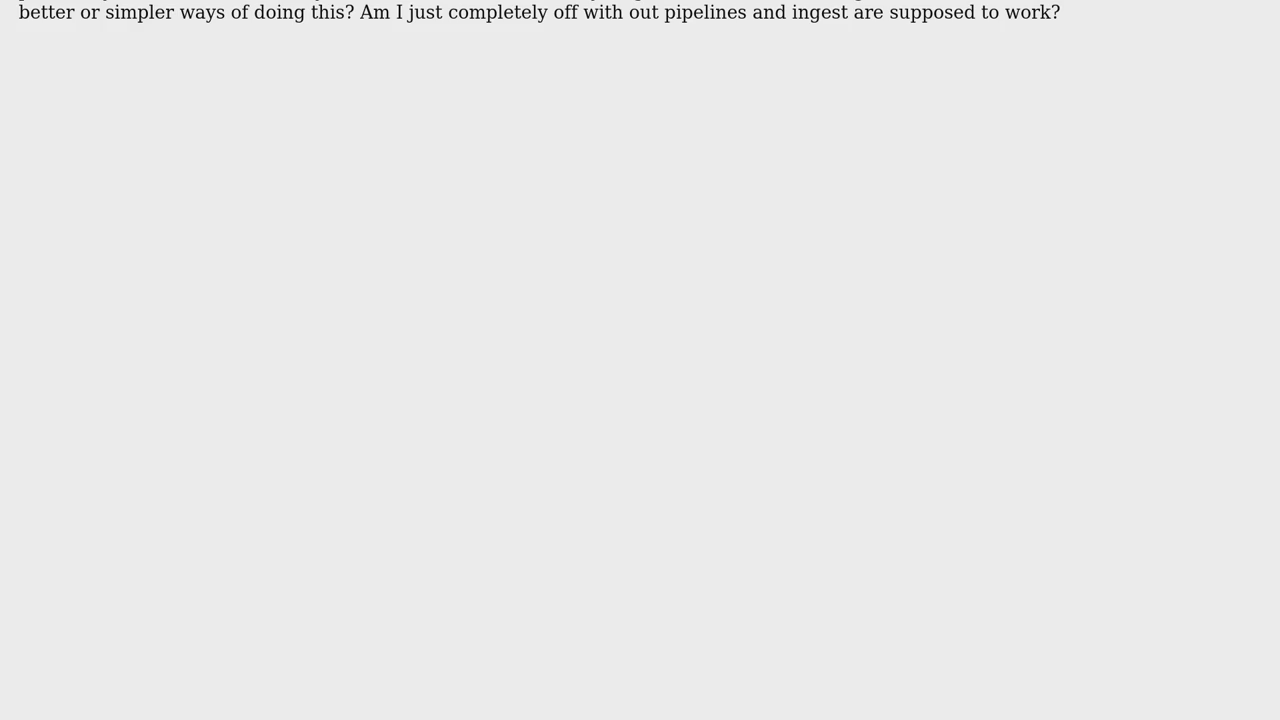 better or simpler ways of doing this? Am I just completely off with out pipelines and ingest are supposed to work?